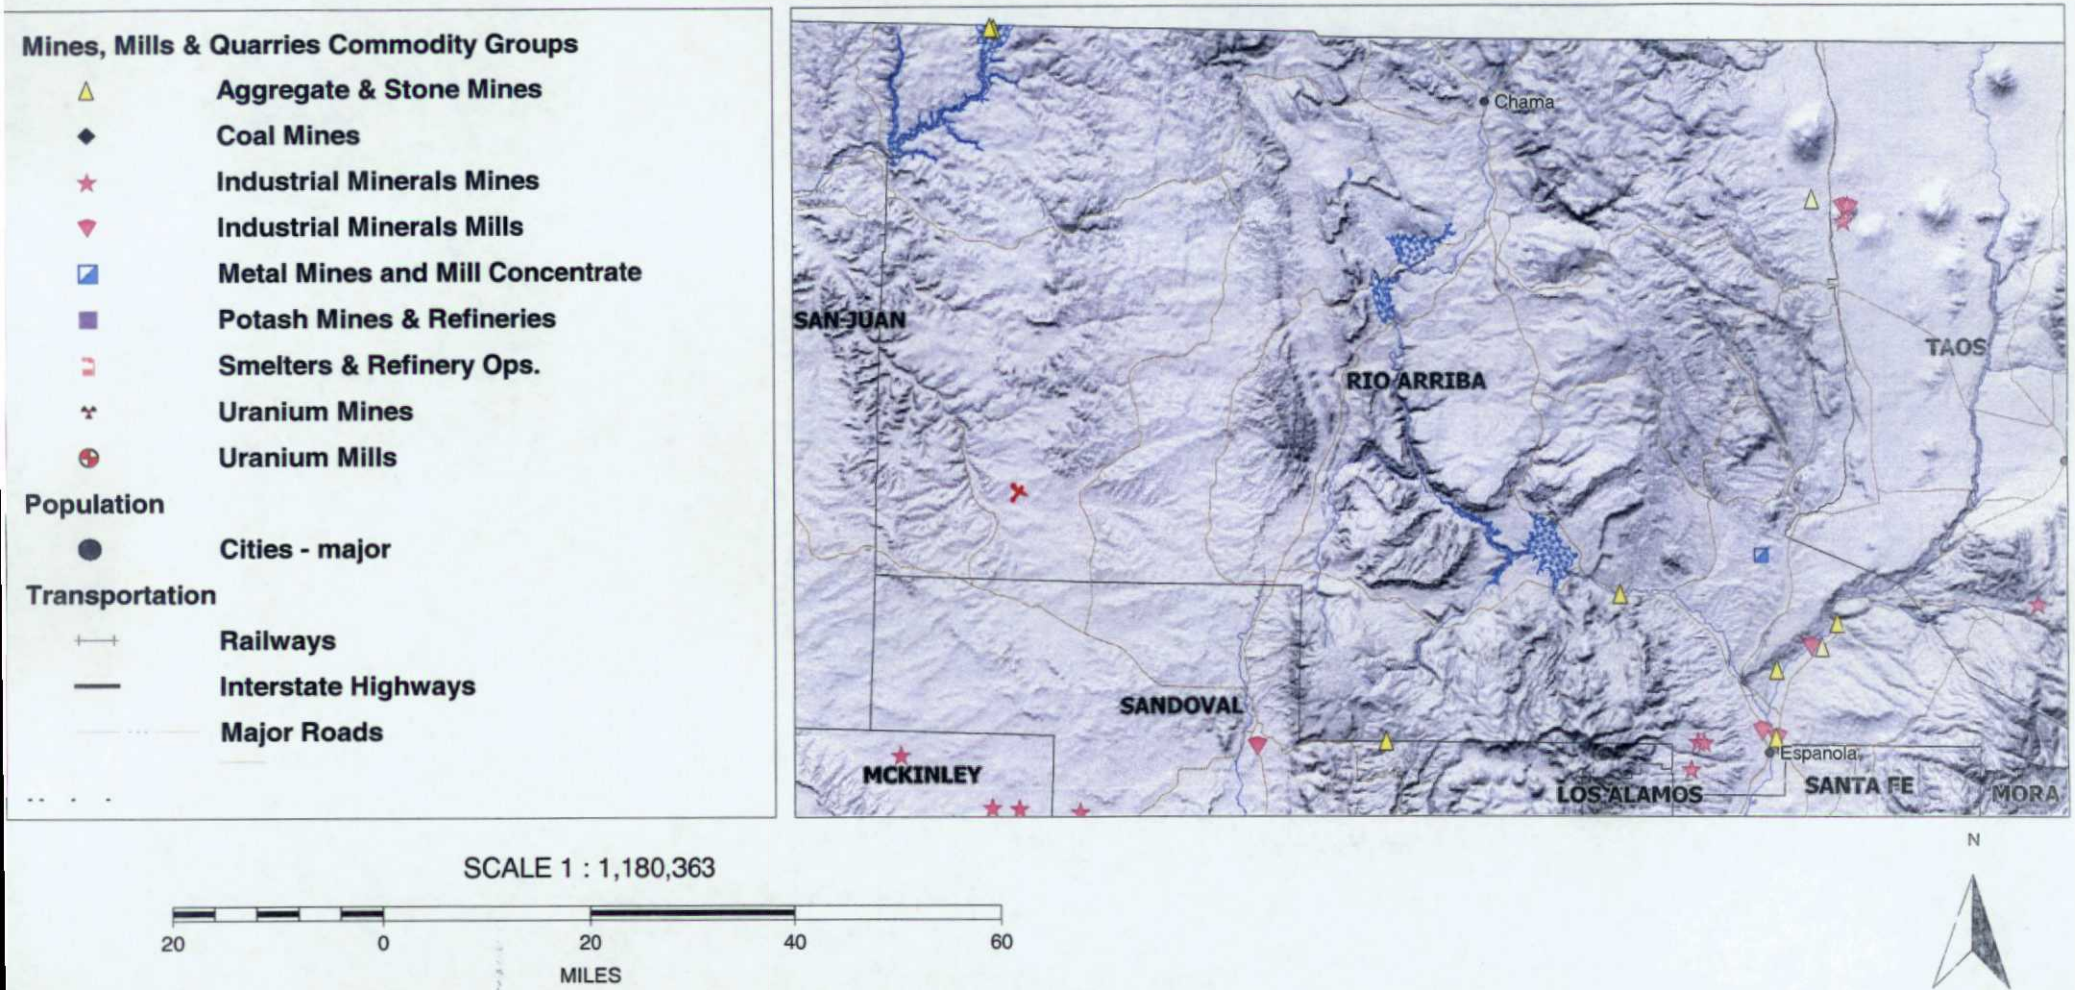 Mines, Mills & Quarries Commodity Groups
Aggregate & Stone Mines
Coal Mines
Industrial Minerals Mines
Industrial Minerals Mills
Metal Mines and Mill Concentrate
Potash Mines & Refineries
Smelters & Refinery Ops.
Uranium Mines
Uranium Mills
Population
Cities - major
Transportation
Railways
Interstate Highways
Major Roads
Chama
SAN JUAN
TAOS
RIO ARRIBA
SANDOVAL
Espanola
MCKINLEY
LOS ALAMOS
SANTA FE
MORA
SCALE 1 : 1,180,363
20 0 20 40 60
MILES
N